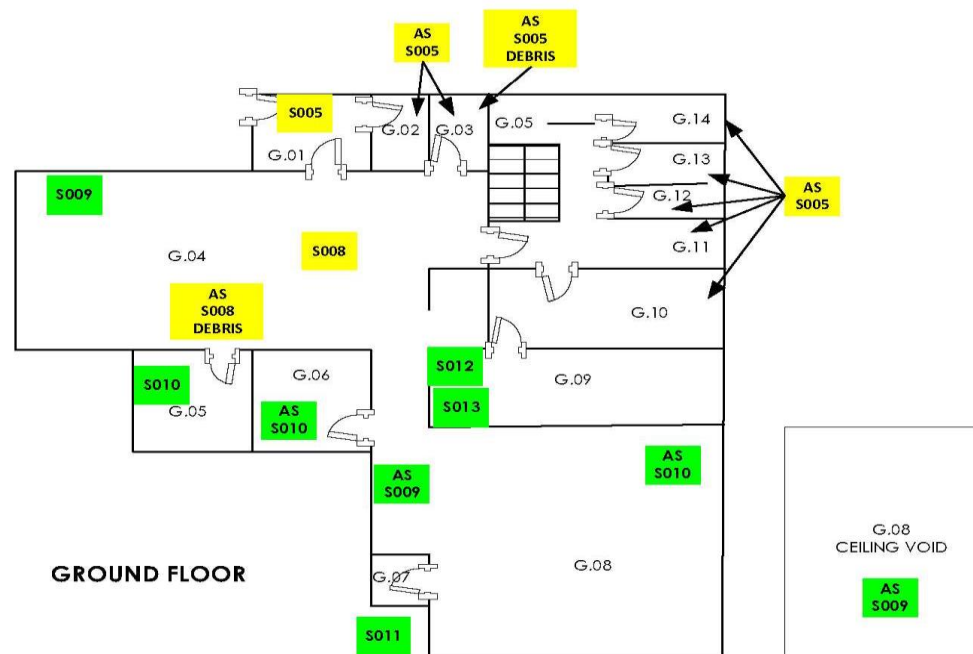 AS
S005
AS
S005
DEBRIS
S005
G.01
G.02
G.03
G.05
G.14
G.13
G.12
G.11
AS
S005
S009
G.04
S008
AS
S008
DEBRIS
G.10
S012
G.09
S013
S010
G.05
G.06
AS
S010
AS
S009
AS
S010
G.08
CEILING VOID
AS
S009
GROUND FLOOR
G.07
G.08
S011